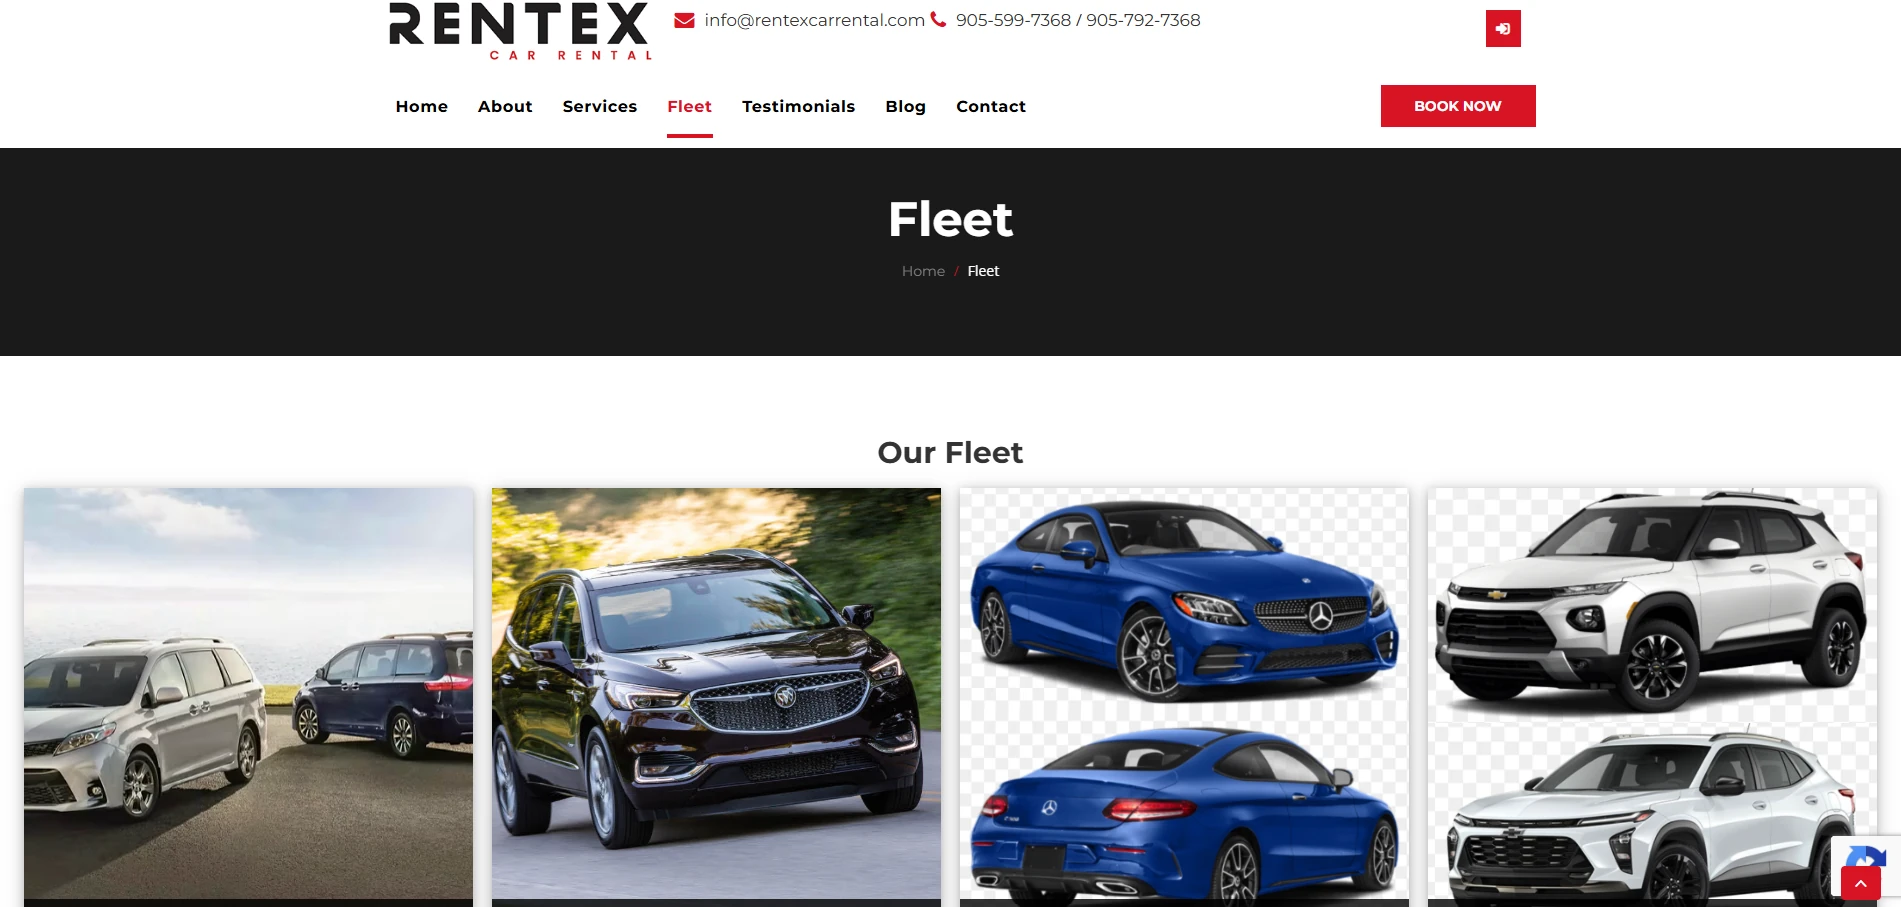 RENTEX
CAR RENTAL
info@rentexcarrental.com 905-599-7368 / 905-792-7368
Home About Services Fleet Testimonials Blog Contact
BOOK NOW
Fleet
Home / Fleet
Our Fleet